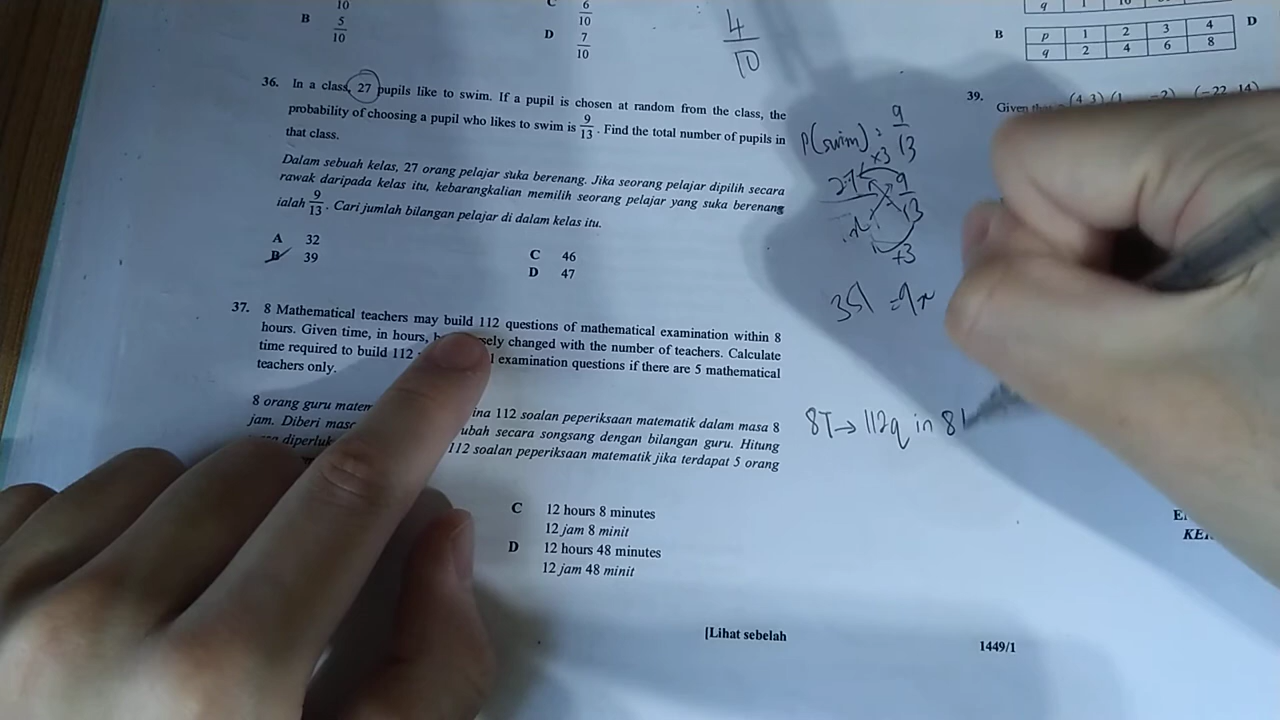 10
B 5/10
C 6/10
D 7/10
4/10
B p 1 2 3 4
q 2 4 6 8
D
36. In a class, 27 pupils like to swim. If a pupil is chosen at random from the class, the
probability of choosing a pupil who likes to swim is 9/13. Find the total number of pupils in
that class.
Dalam sebuah kelas, 27 orang pelajar suka berenang. Jika seorang pelajar dipilih secara
rawak daripada kelas itu, kebarangkalian memilih seorang pelajar yang suka berenang
ialah 9/13. Cari jumlah bilangan pelajar di dalam kelas itu.
A 32
B 39
C 46
D 47
P(swim) = 9/13
×3
27 9
x 13
×3
351 = 9x
37. 8 Mathematical teachers may build 112 questions of mathematical examination within 8
hours. Given time, in hours, sely changed with the number of teachers. Calculate
time required to build 112 examination questions if there are 5 mathematical
teachers only.
8 orang guru ina 112 soalan peperiksaan matematik dalam masa 8
jam. Diberi ubah secara songsang dengan bilangan guru. Hitung
112 soalan peperiksaan matematik jika terdapat 5 orang
8T → 112q in 8
C 12 hours 8 minutes
12 jam 8 minit
D 12 hours 48 minutes
12 jam 48 minit
[Lihat sebelah
1449/1
39.
Given